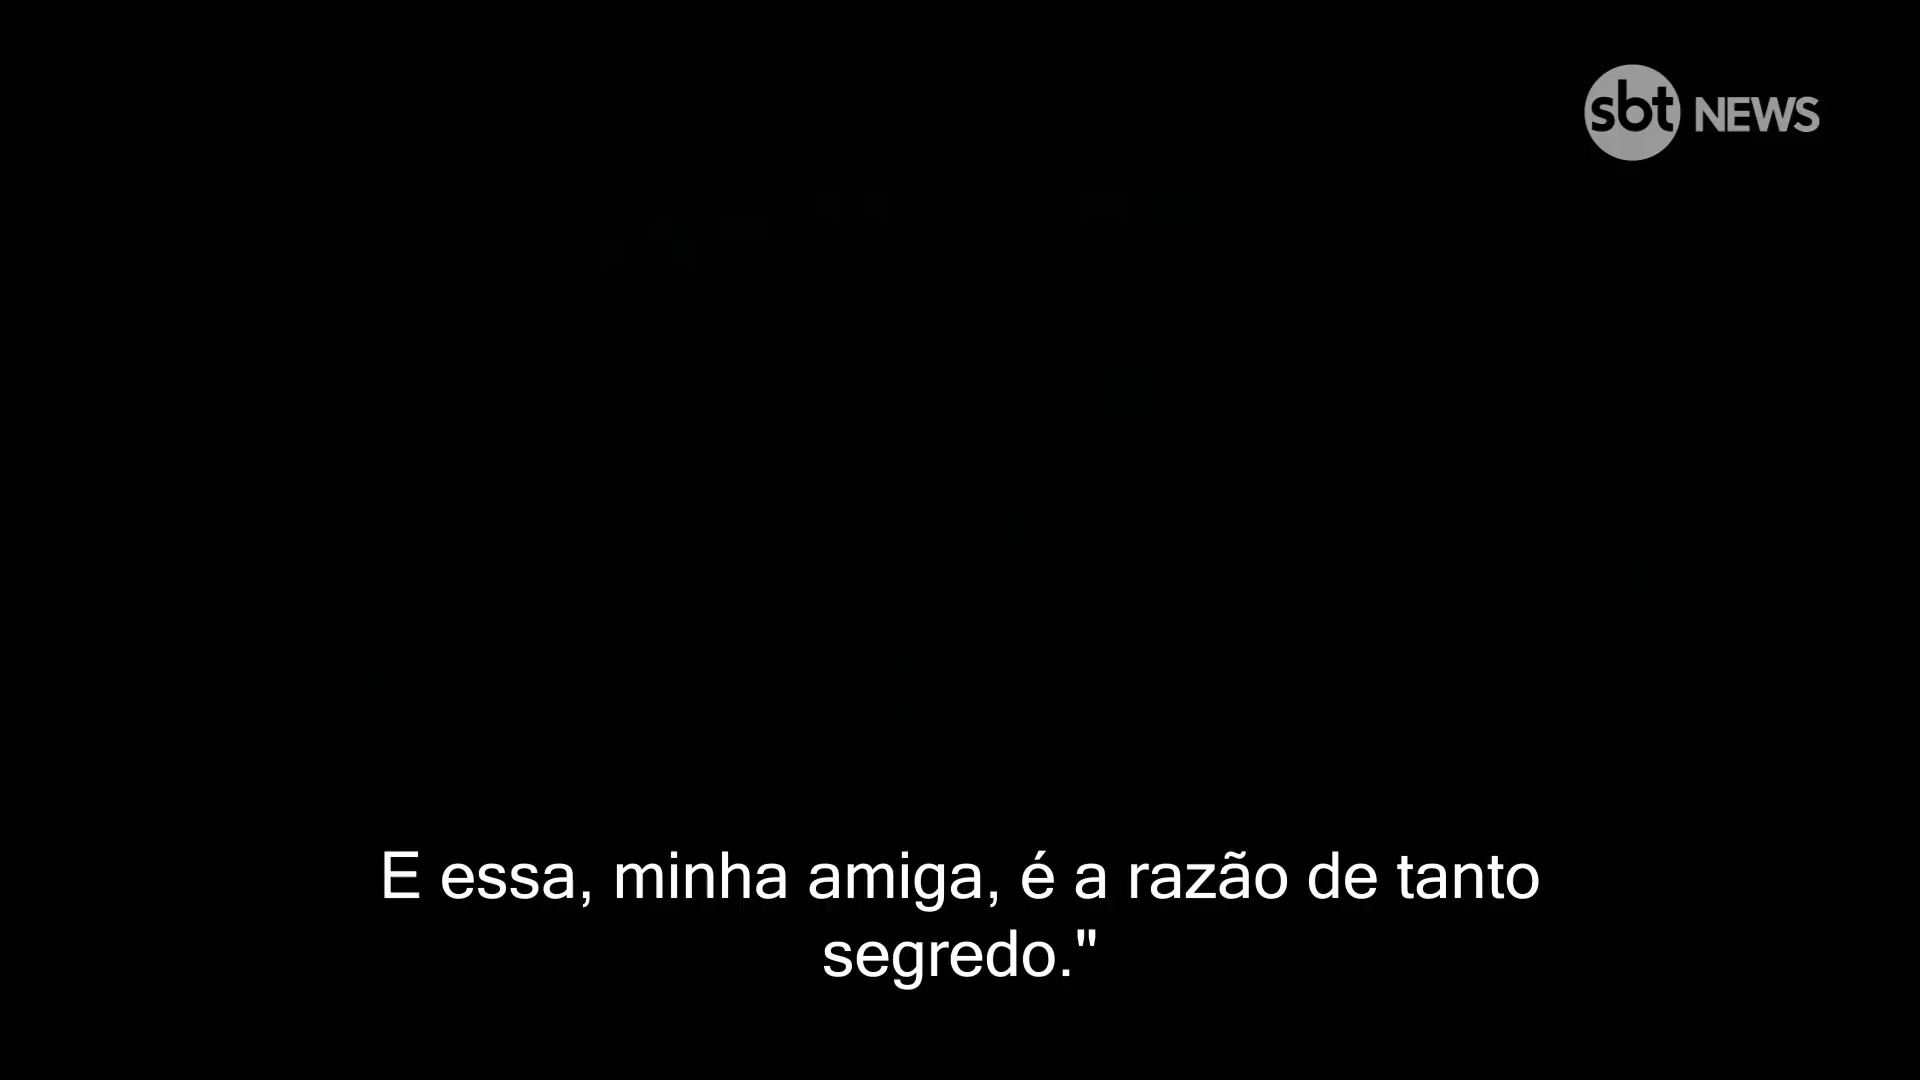 sbt NEWS
E essa, minha amiga, é a razão de tanto
segredo."